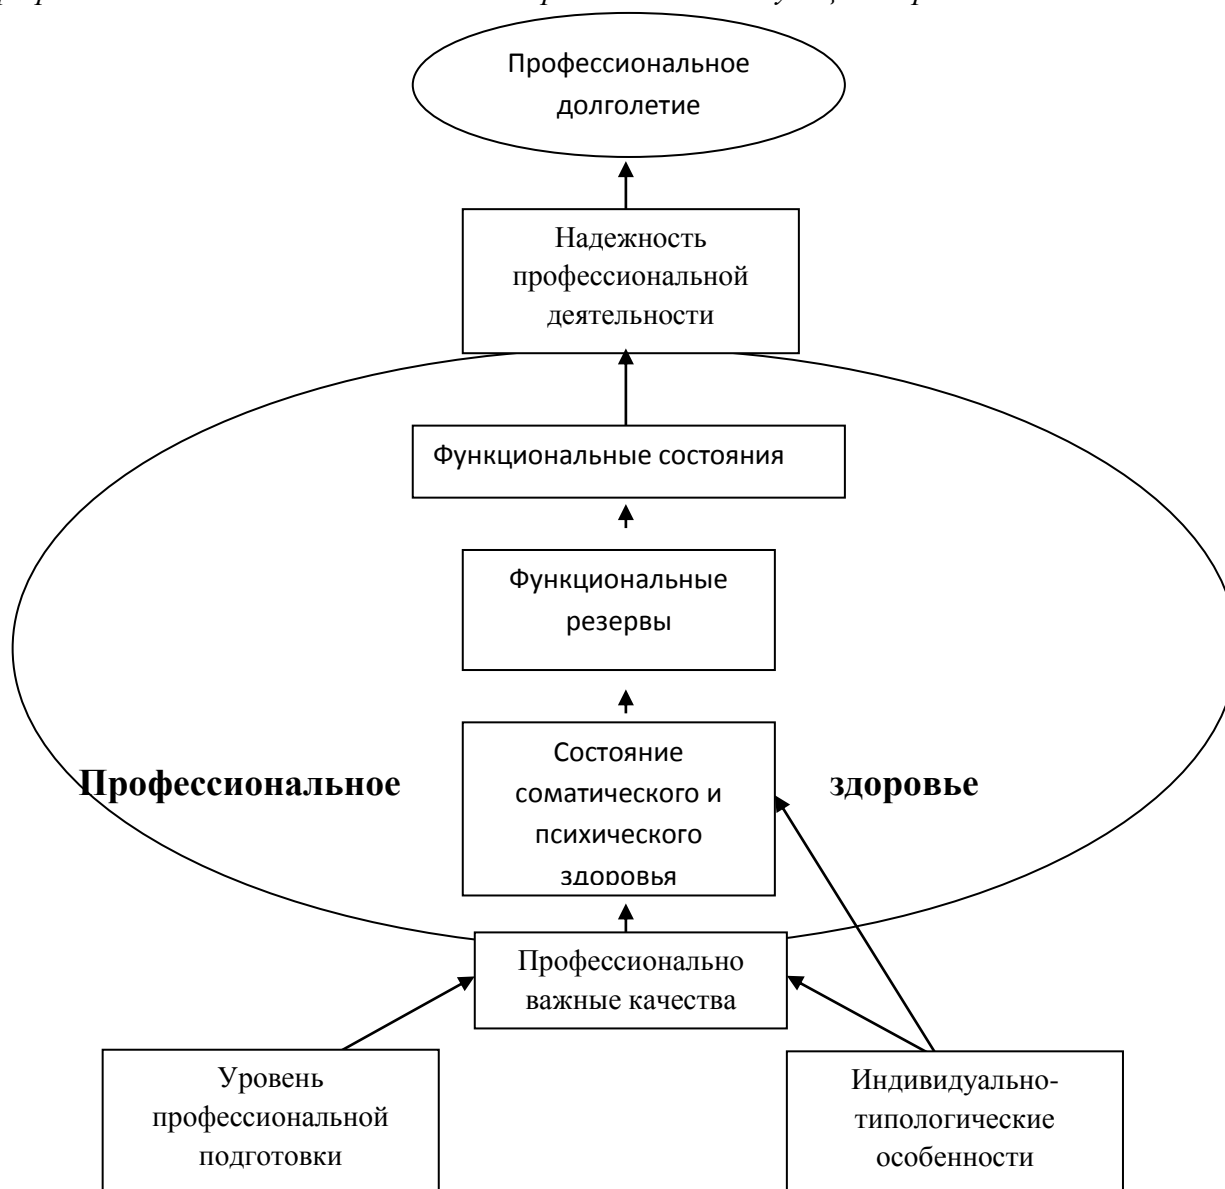 Профессиональное
долголетие
Надежность
профессиональной
деятельности
Функциональные состояния
Функциональные
резервы
Состояние
соматического и
психического
здоровья
Профессиональное здоровье
Профессионально
важные качества
Уровень
профессиональной
подготовки
Индивидуально-
типологические
особенности